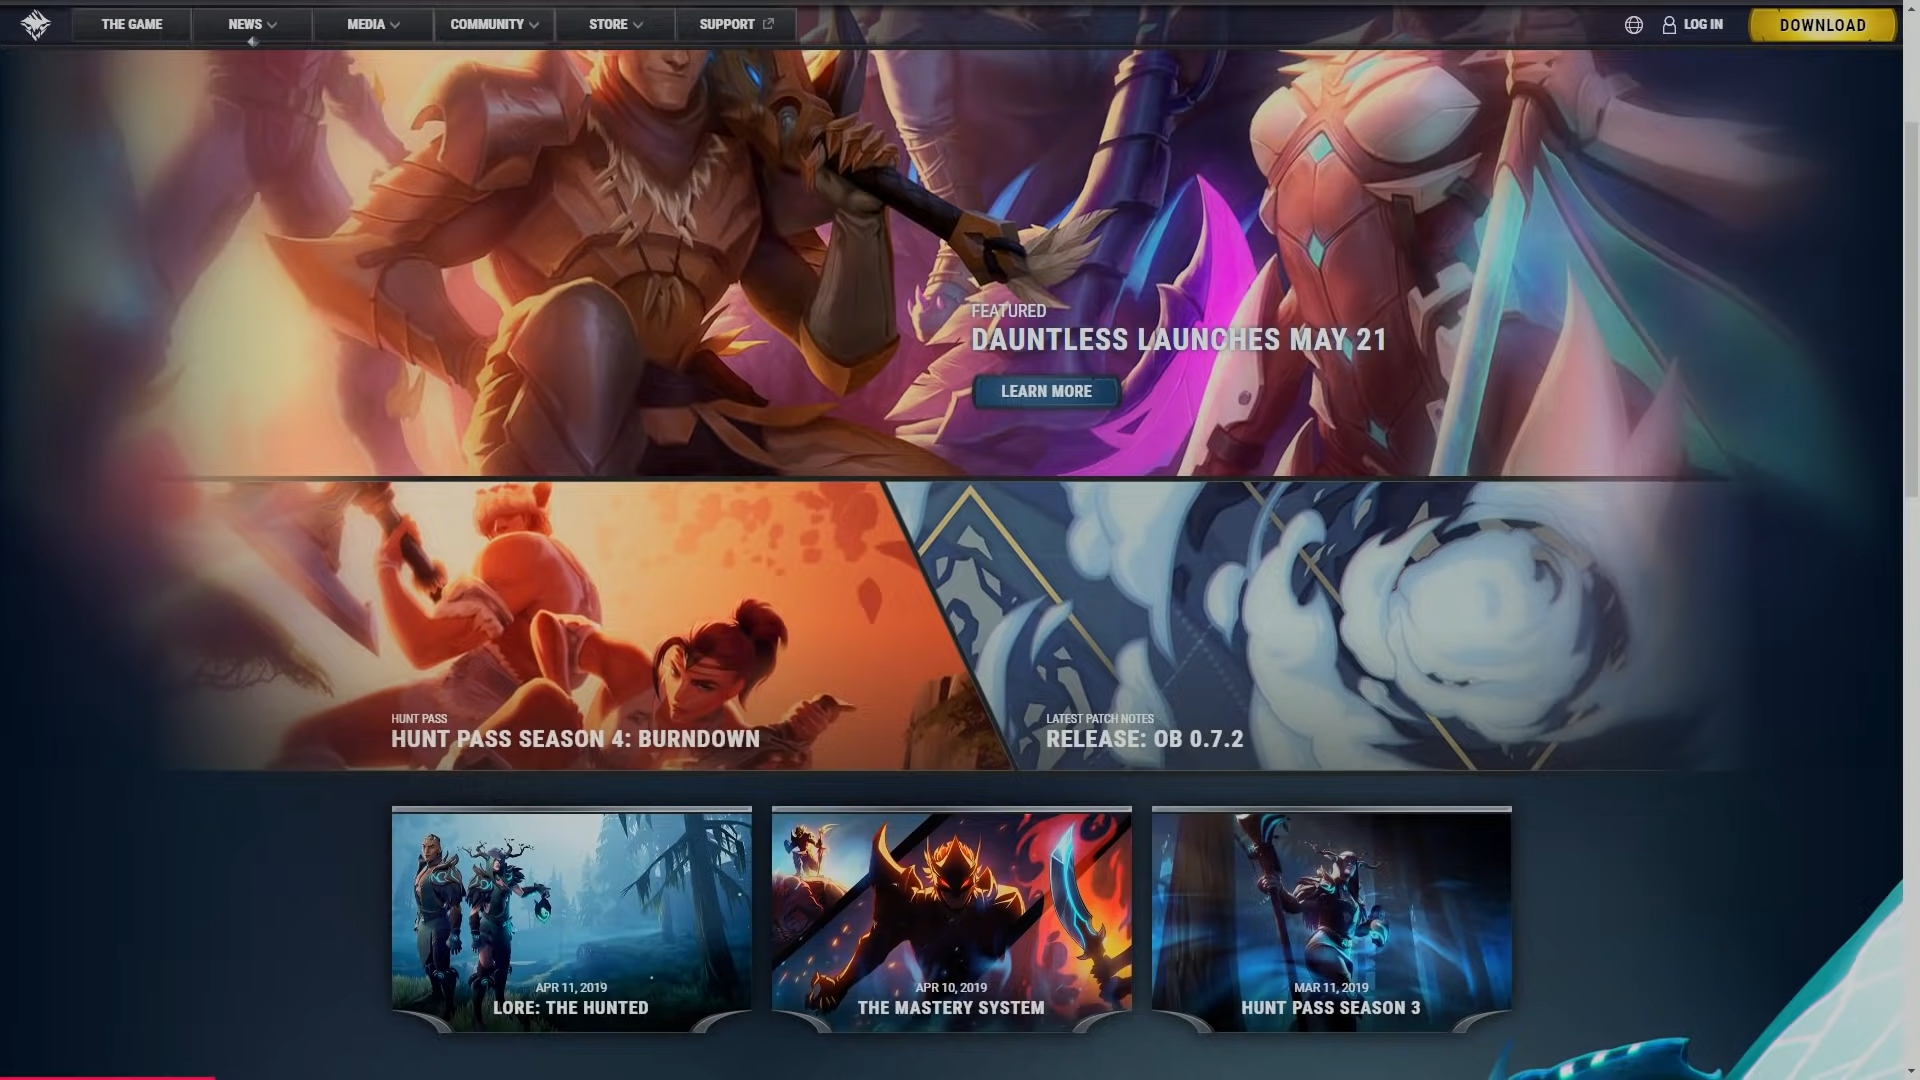 THE GAME
NEWS
MEDIA
COMMUNITY
STORE
SUPPORT
LOG IN
DOWNLOAD
FEATURED
DAUNTLESS LAUNCHES MAY 21
LEARN MORE
HUNT PASS
HUNT PASS SEASON 4: BURNDOWN
LATEST PATCH NOTES
RELEASE: OB 0.7.2
APR 11, 2019
LORE: THE HUNTED
APR 10, 2019
THE MASTERY SYSTEM
MAR 11, 2019
HUNT PASS SEASON 3